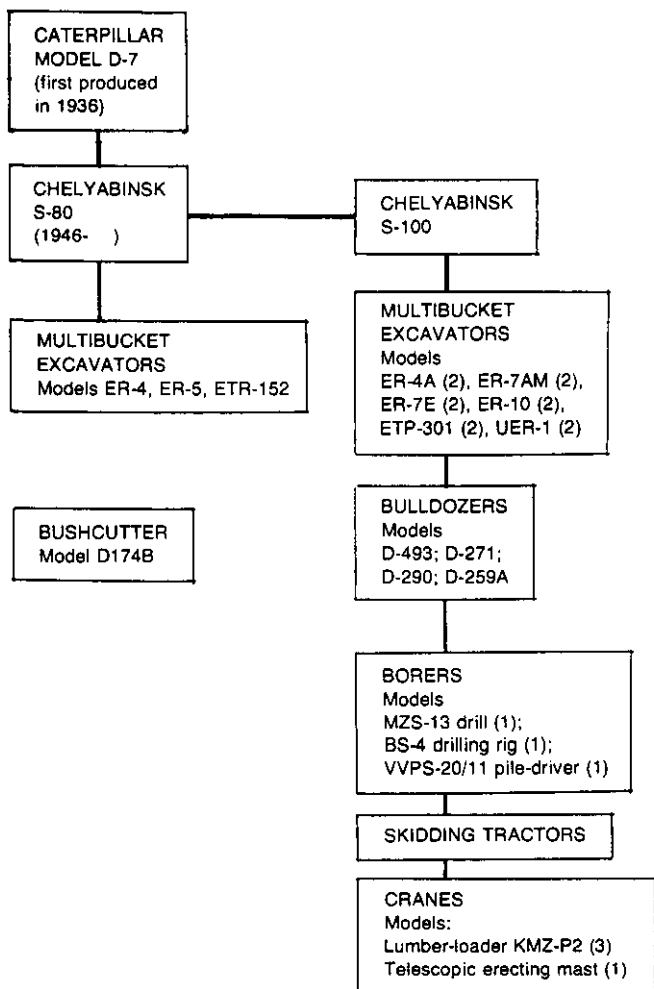 CATERPILLAR
MODEL D-7
(first produced
in 1936)
CHELYABINSK
S-80
(1946- )
CHELYABINSK
S-100
MULTIBUCKET
EXCAVATORS
Models ER-4, ER-5, ETR-152
MULTIBUCKET
EXCAVATORS
Models
ER-4A (2), ER-7AM (2),
ER-7E (2), ER-10 (2),
ETP-301 (2), UER-1 (2)
BUSHCUTTER
Model D174B
BULLDOZERS
Models
D-493; D-271;
D-290; D-259A
BORERS
Models
MZS-13 drill (1);
BS-4 drilling rig (1);
VVPS-20/11 pile-driver (1)
SKIDDING TRACTORS
CRANES
Models:
Lumber-loader KMZ-P2 (3)
Telescopic erecting mast (1)